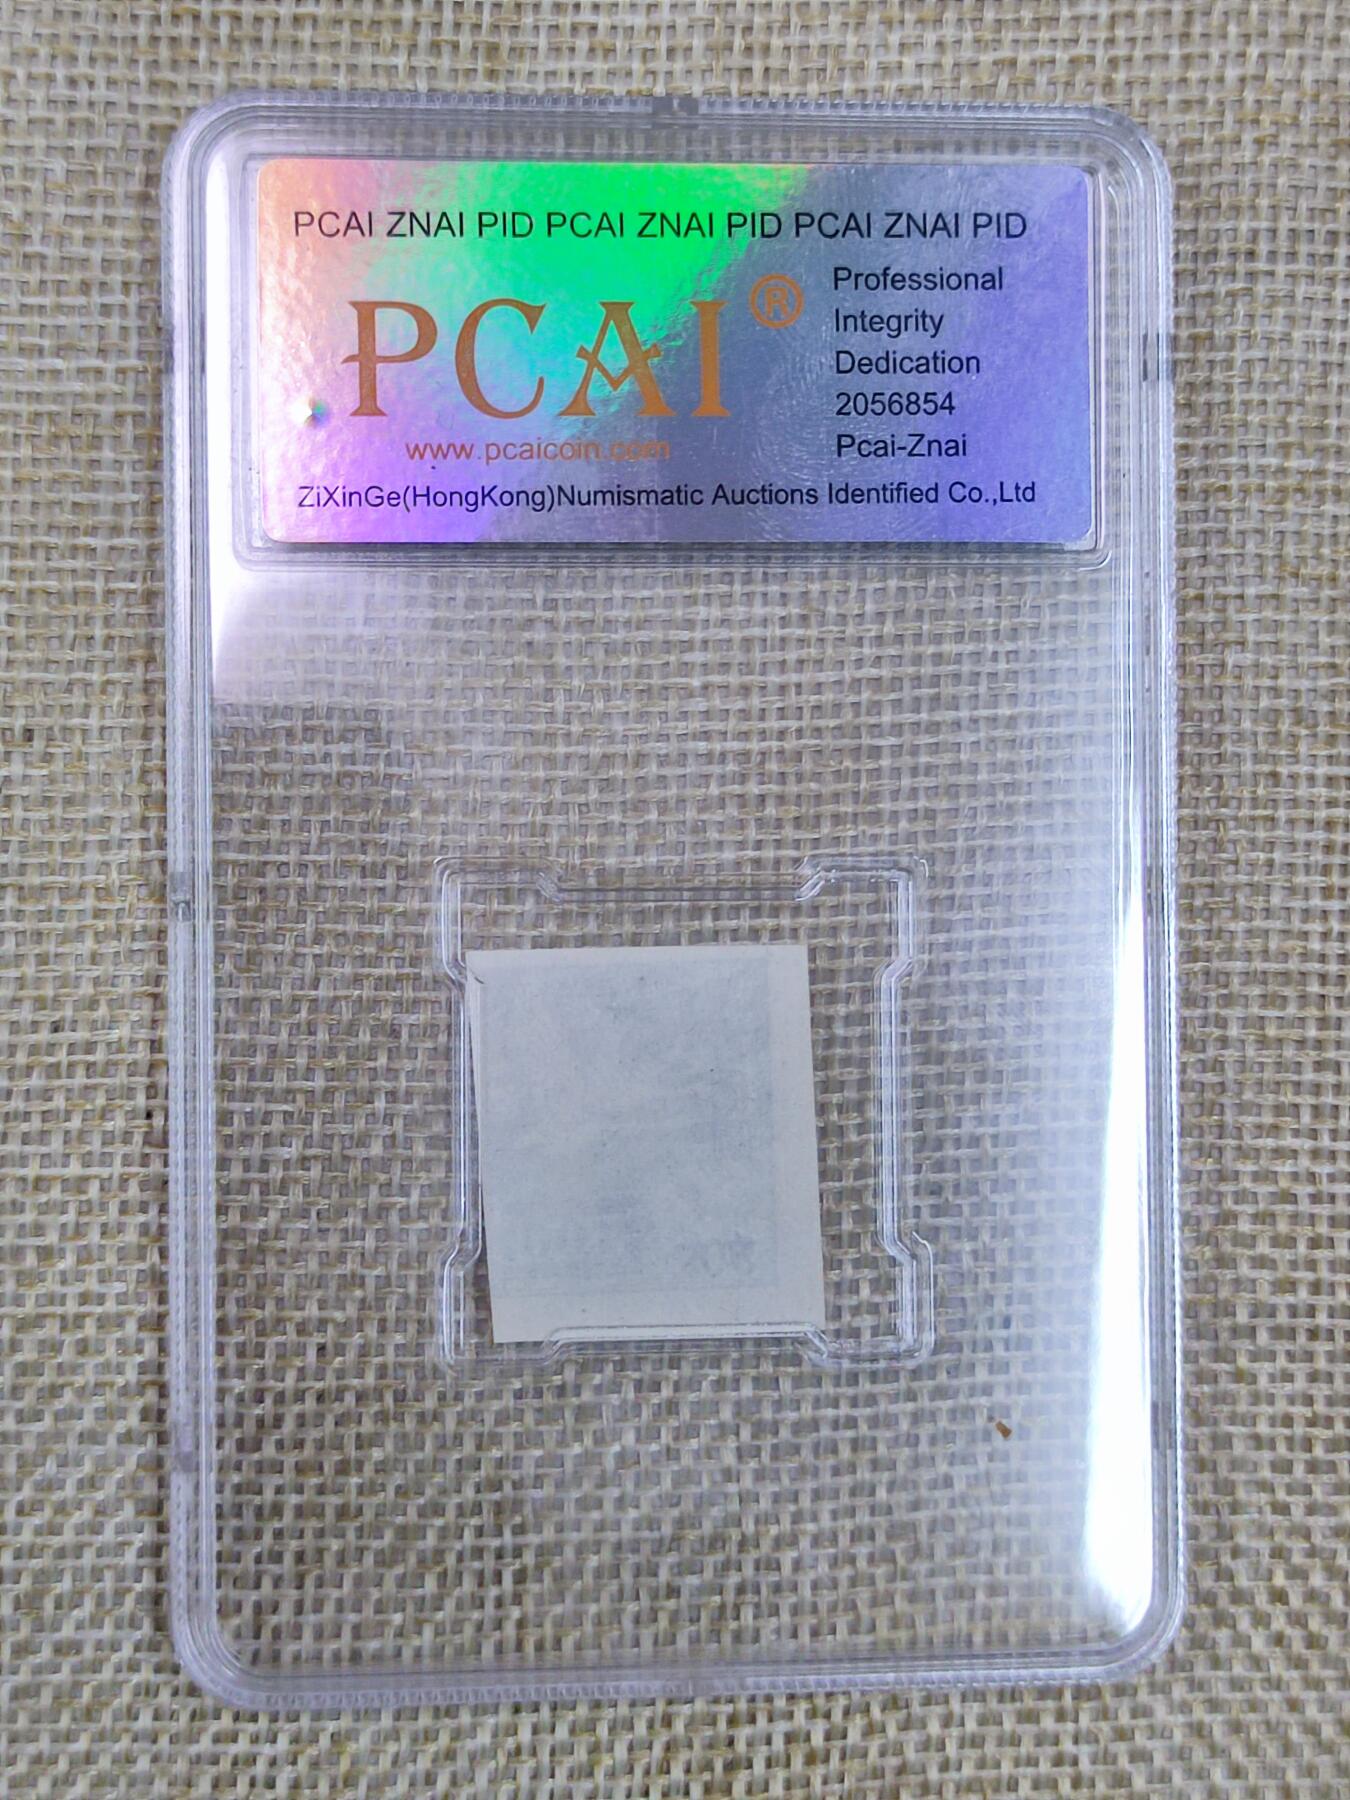 PCAI ZNAI PID PCAI ZNAI PID PCAI ZNAI PID
PCAI®
www.pcaicoin.com
Professional
Integrity
Dedication
2056854
Pcai-Znai
ZiXinGe(HongKong)Numismatic Auctions Identified Co.,Ltd